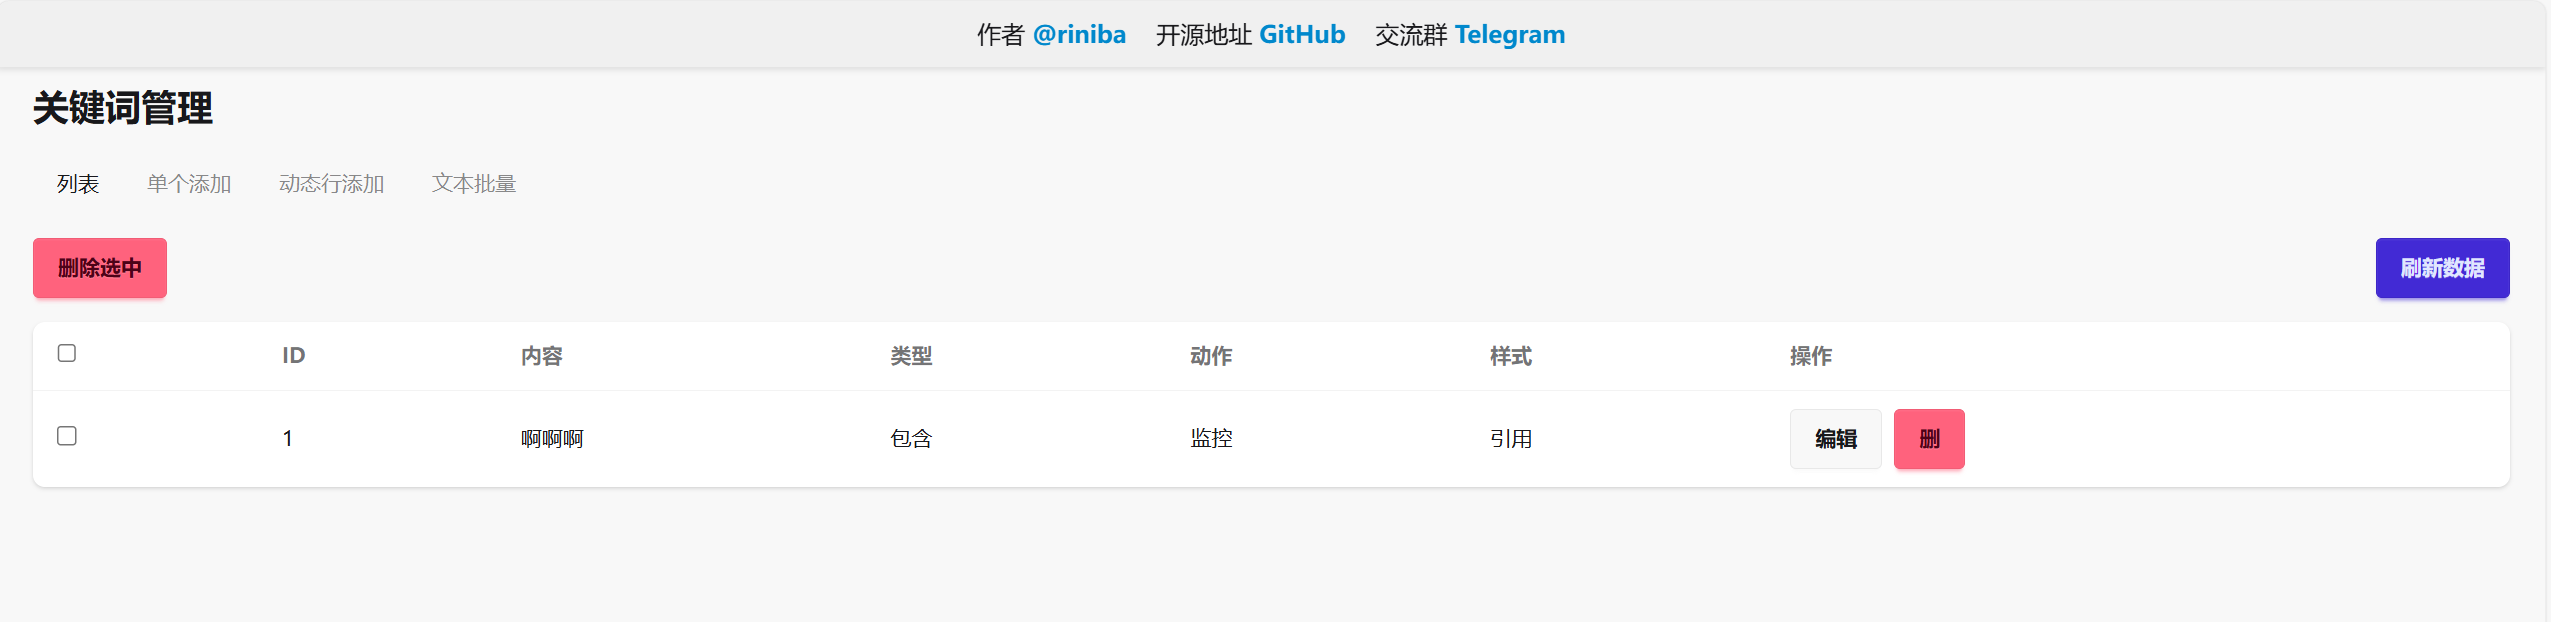 作者 @riniba 开源地址 GitHub 交流群 Telegram
关键词管理
列表 单个添加 动态行添加 文本批量
删除选中 刷新数据
ID 内容 类型 动作 样式 操作
1 啊啊啊 包含 监控 引用 编辑 删